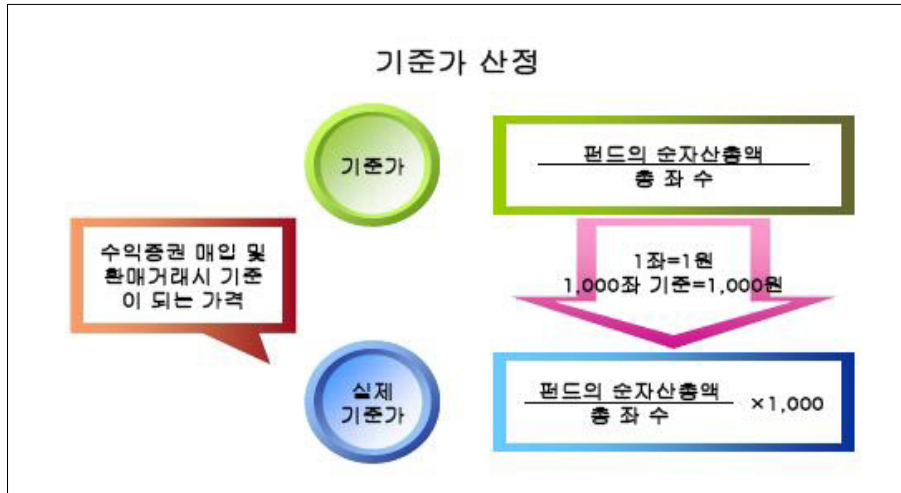 기준가 산정
기준가
펀드의 순자산총액
총 좌 수
수익증권 매입 및
환매거래시 기준
이 되는 가격
1좌=1원
1,000좌 기준=1,000원
실제
기준가
펀드의 순자산총액
총 좌 수
×1,000